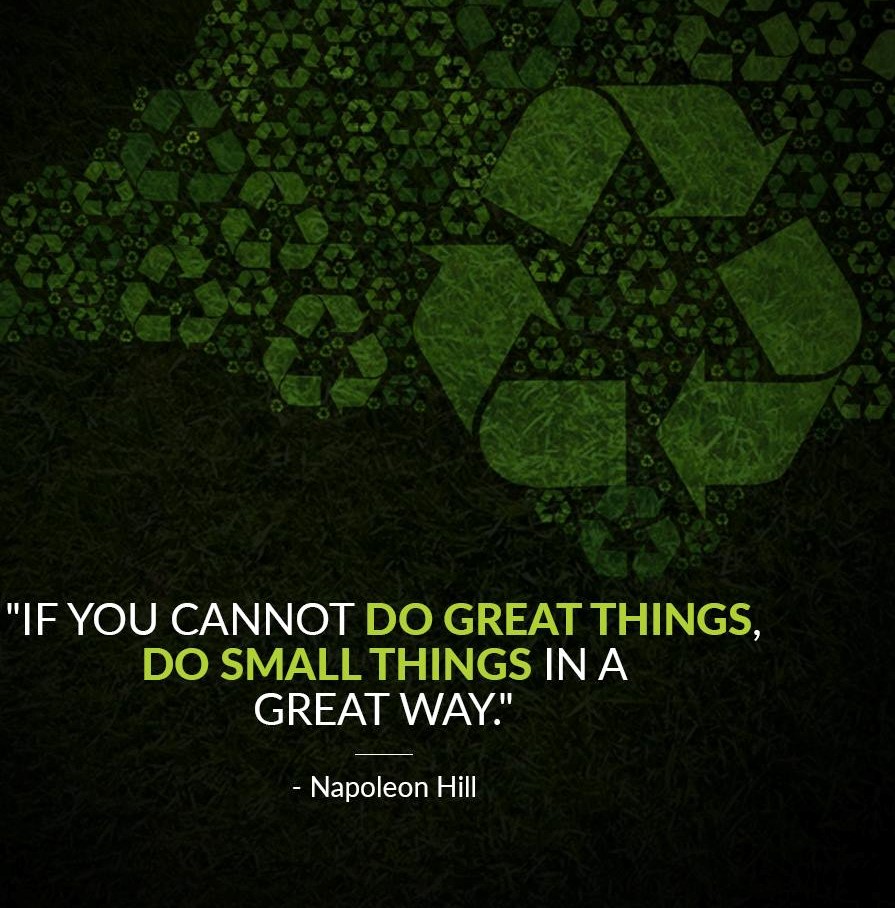 "IF YOU CANNOT DO GREAT THINGS,
DO SMALL THINGS IN A
GREAT WAY."
- Napoleon Hill